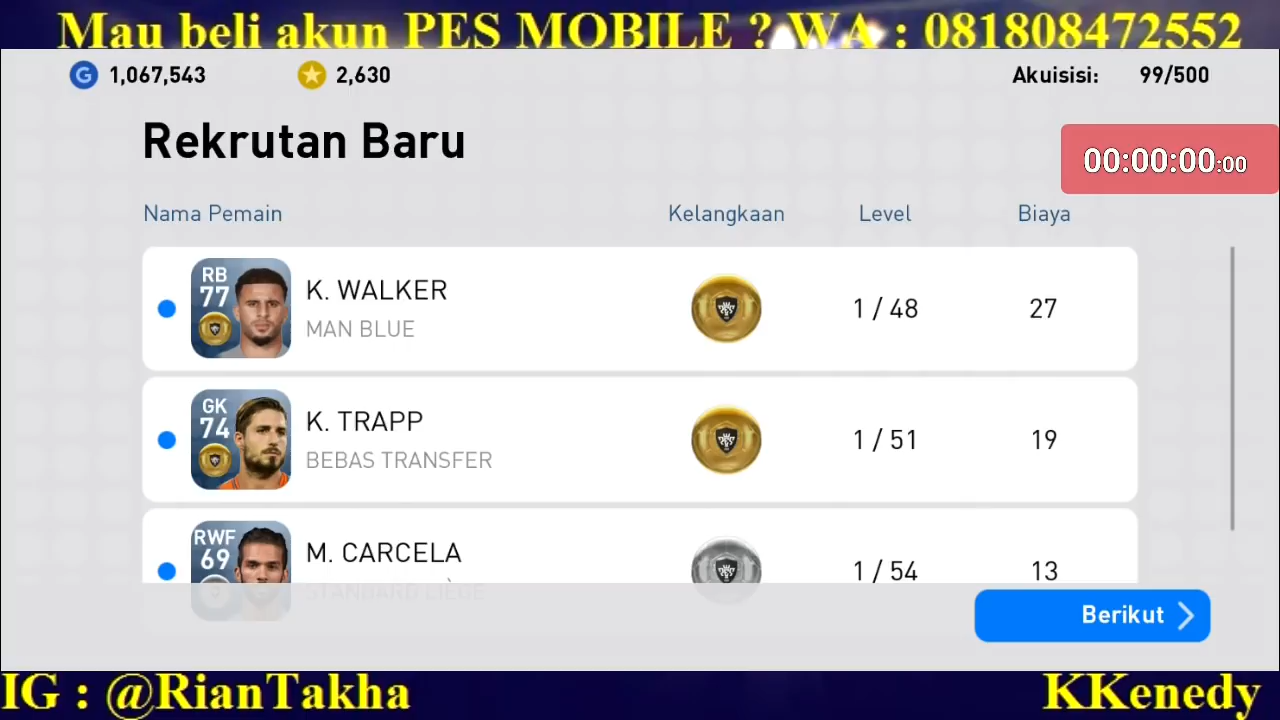 Mau beli akun PES MOBILE ? WA : 081808472552
G 1,067,543 2,630 Akuisisi: 99/500
Rekrutan Baru
00:00:00:00
Nama Pemain Kelangkaan Level Biaya
RB
77
K. WALKER
MAN BLUE
1 / 48 27
GK
74
K. TRAPP
BEBAS TRANSFER
1 / 51 19
RWF
69
M. CARCELA
STANDARD LIÈGE
1 / 54 13
Berikut
IG : @RianTakha KKenedy